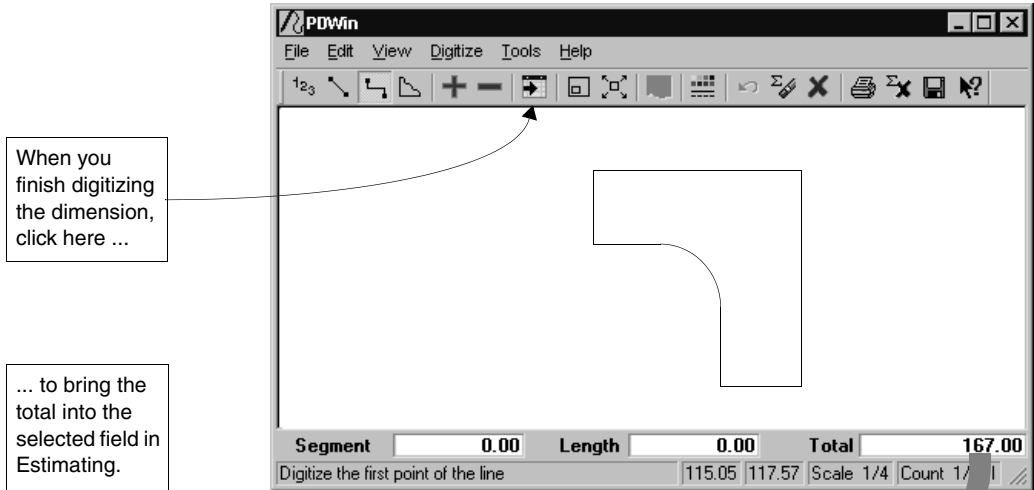 PDWin
File Edit View Digitize Tools Help
123
When you
finish digitizing
the dimension,
click here ...
... to bring the
total into the
selected field in
Estimating.
Segment 0.00 Length 0.00 Total 167.00
Digitize the first point of the line 115.05 117.57 Scale 1/4 Count